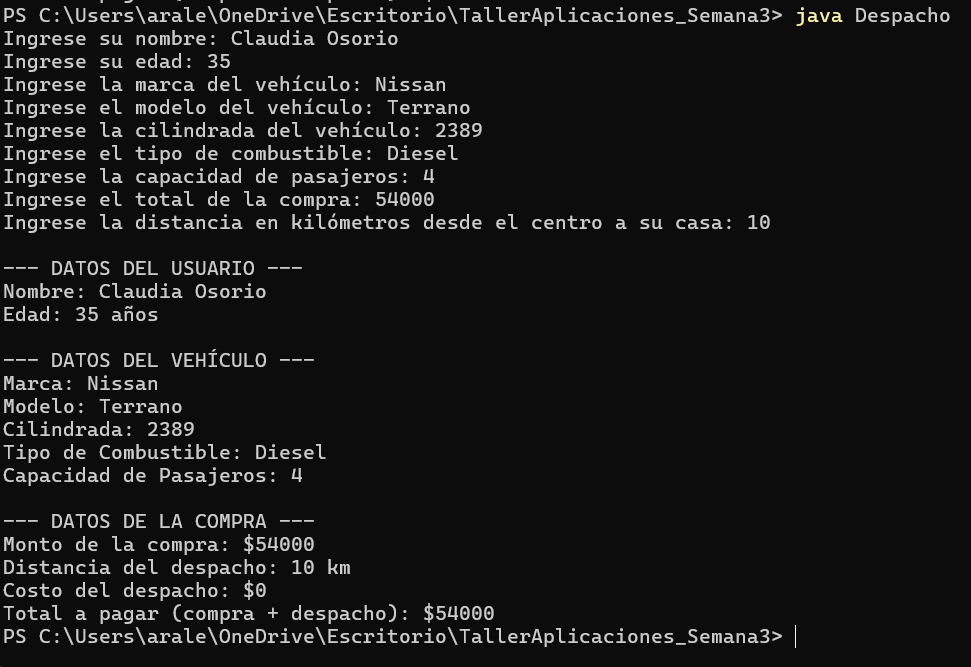 PS C:\Users\arale\OneDrive\Escritorio\TallerAplicaciones_Semana3> java Despacho
Ingrese su nombre: Claudia Osorio
Ingrese su edad: 35
Ingrese la marca del vehículo: Nissan
Ingrese el modelo del vehículo: Terrano
Ingrese la cilindrada del vehículo: 2389
Ingrese el tipo de combustible: Diesel
Ingrese la capacidad de pasajeros: 4
Ingrese el total de la compra: 54000
Ingrese la distancia en kilómetros desde el centro a su casa: 10
--- DATOS DEL USUARIO ---
Nombre: Claudia Osorio
Edad: 35 años
--- DATOS DEL VEHÍCULO ---
Marca: Nissan
Modelo: Terrano
Cilindrada: 2389
Tipo de Combustible: Diesel
Capacidad de Pasajeros: 4
--- DATOS DE LA COMPRA ---
Monto de la compra: $54000
Distancia del despacho: 10 km
Costo del despacho: $0
Total a pagar (compra + despacho): $54000
PS C:\Users\arale\OneDrive\Escritorio\TallerAplicaciones_Semana3>